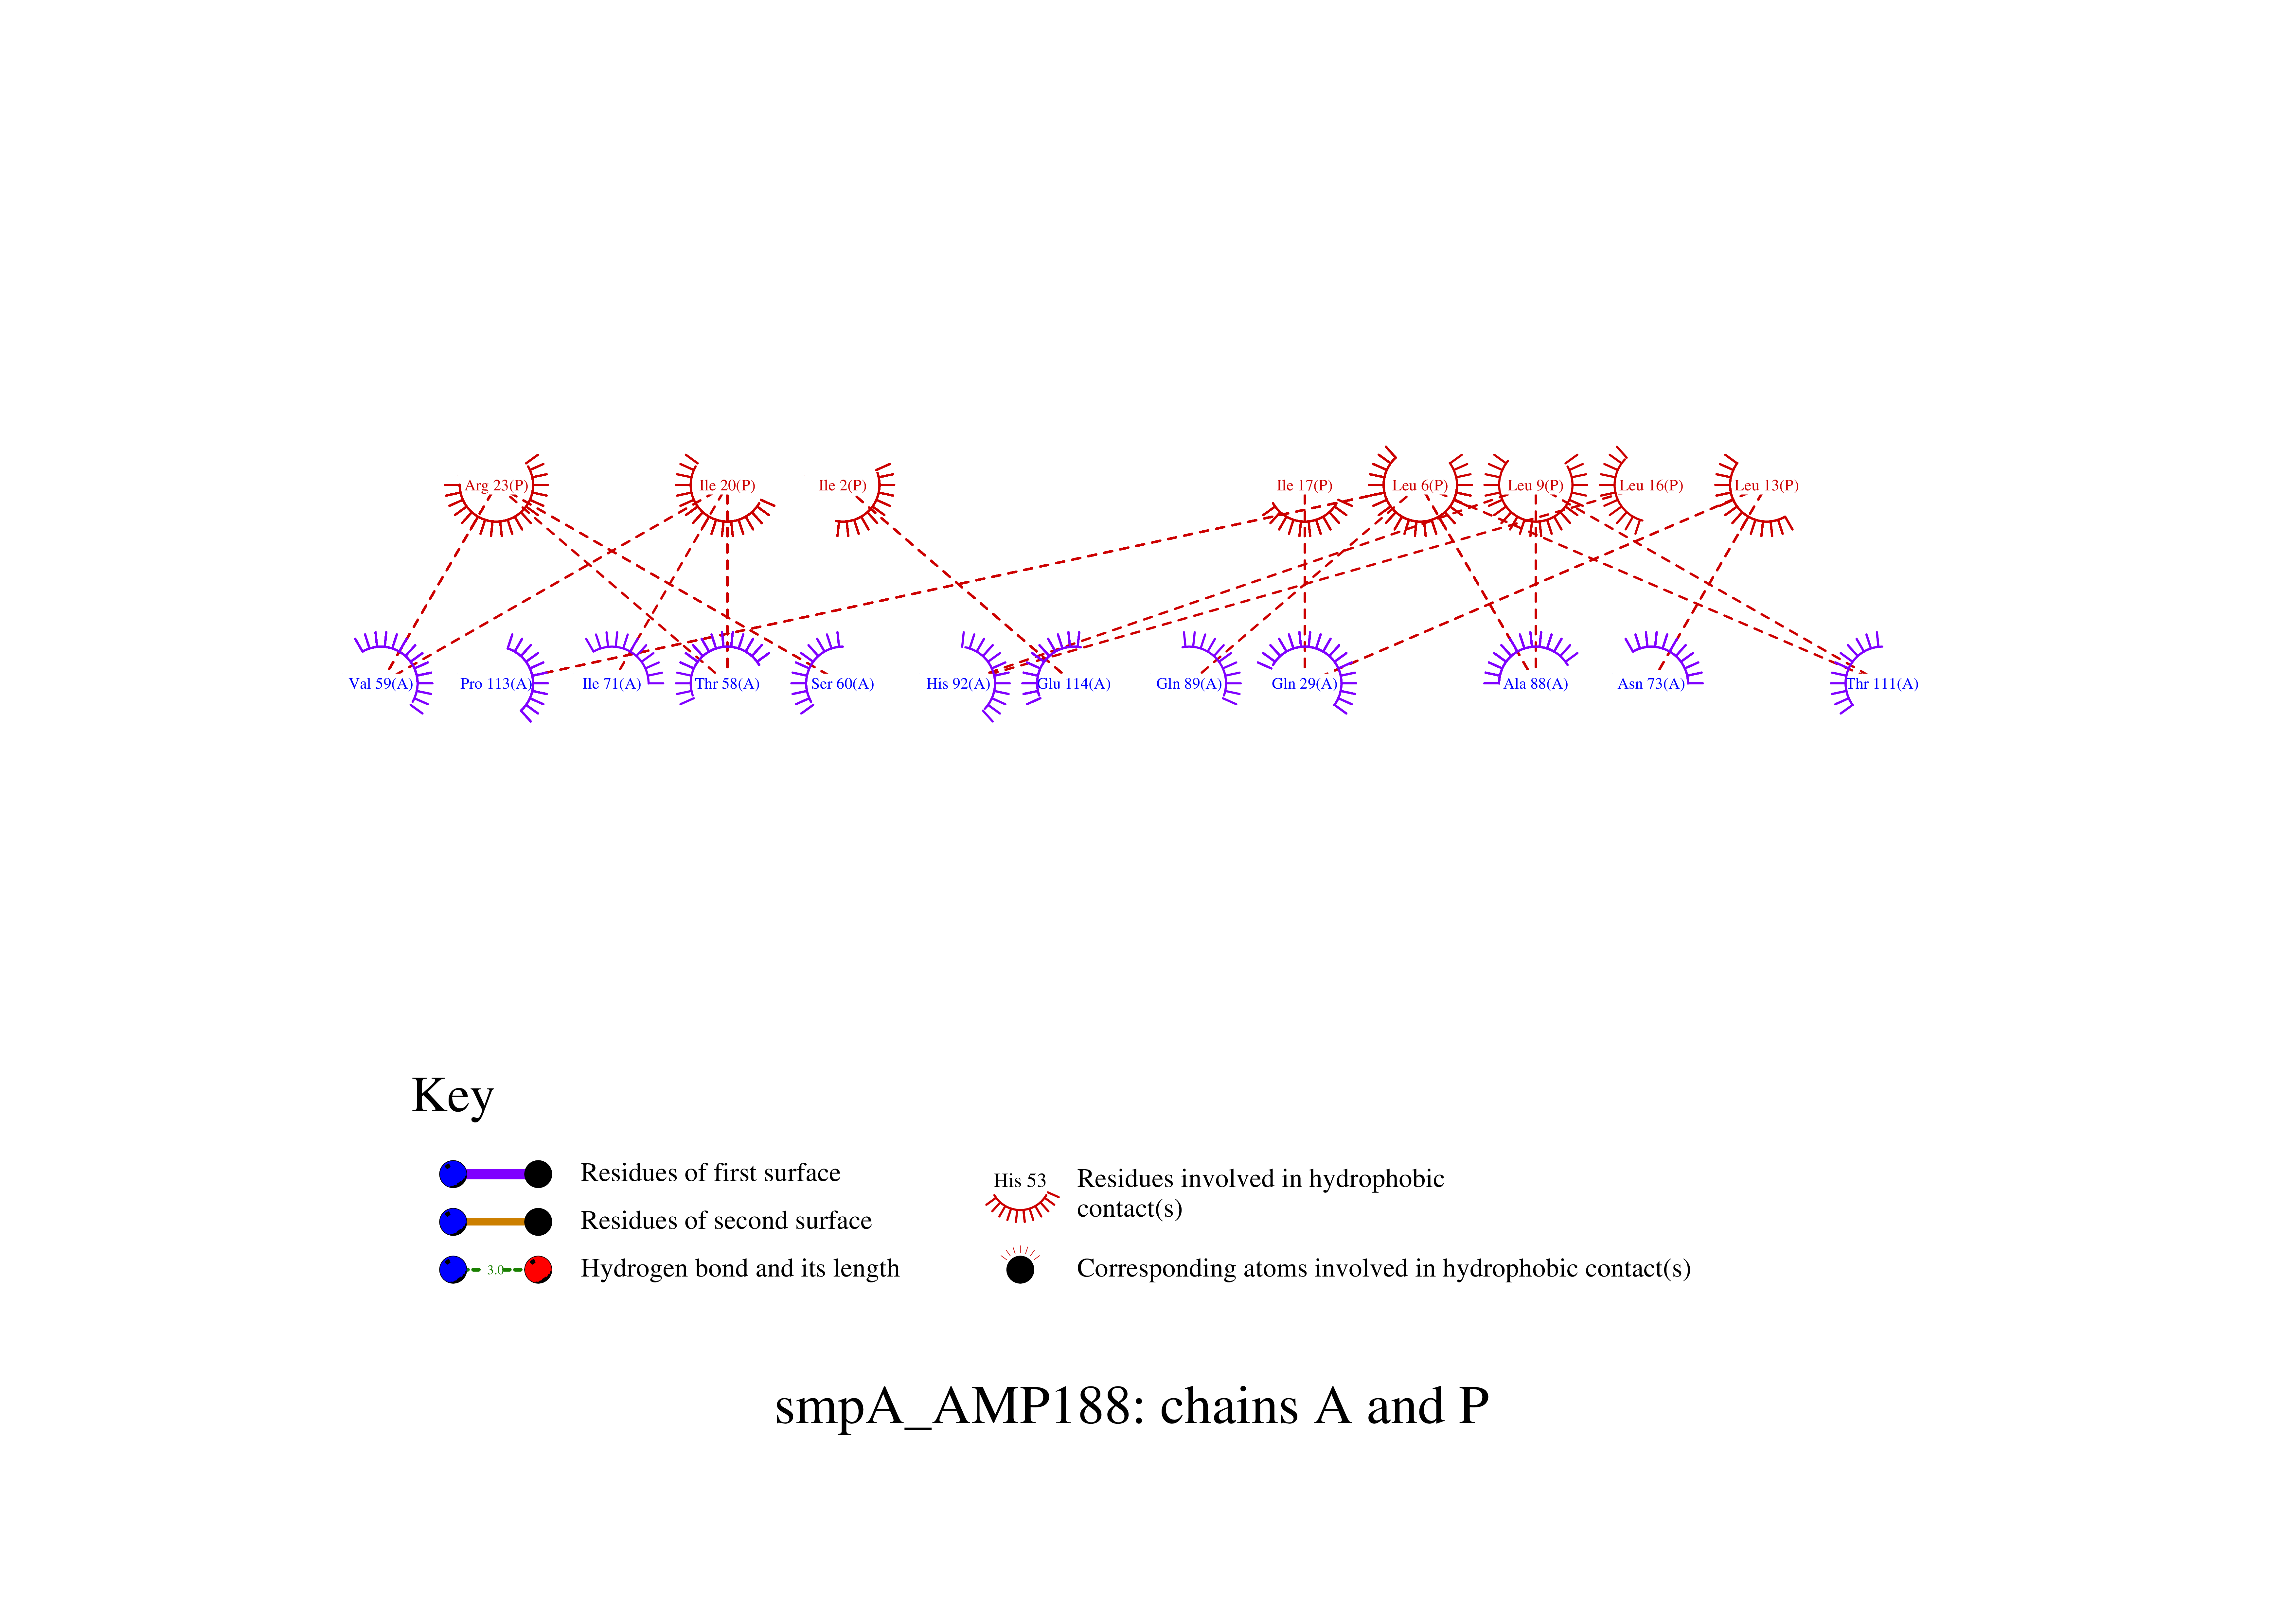 Arg 23(P) Ile 20(P) Ile 2(P) Ile 17(P) Leu 6(P) Leu 9(P) Leu 16(P) Leu 13(P)
Val 59(A) Pro 113(A) Ile 71(A) Thr 58(A) Ser 60(A) His 92(A) Glu 114(A) Gln 89(A) Gln 29(A) Ala 88(A) Asn 73(A) Thr 111(A)
Key
Residues of first surface
Residues of second surface
3.0 Hydrogen bond and its length
His 53 Residues involved in hydrophobic
contact(s)
Corresponding atoms involved in hydrophobic contact(s)
smpA_AMP188: chains A and P